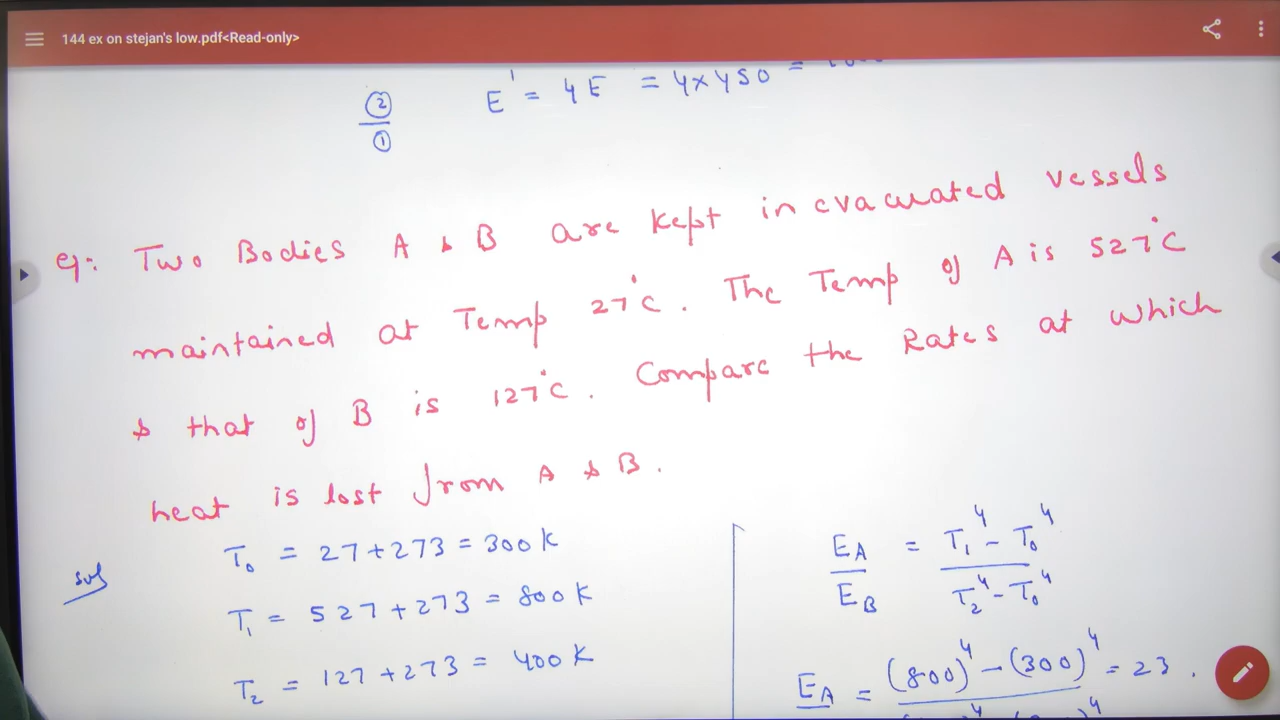 144 ex on stejan's low.pdf<Read-only>
② / ① E' = 4E = 4×450 =
eg: Two Bodies A & B are kept in evacuated vessels
maintained at Temp 27°C. The Temp of A is 527°C
& that of B is 127°C. Compare the Rates at which
heat is lost from A & B.
sol
T₀ = 27+273 = 300K
T₁ = 527+273 = 800K
T₂ = 127+273 = 400K
E_A / E_B = T₁⁴ - T₀⁴ / T₂⁴ - T₀⁴
E_A = (800)⁴ - (300)⁴ = 23.